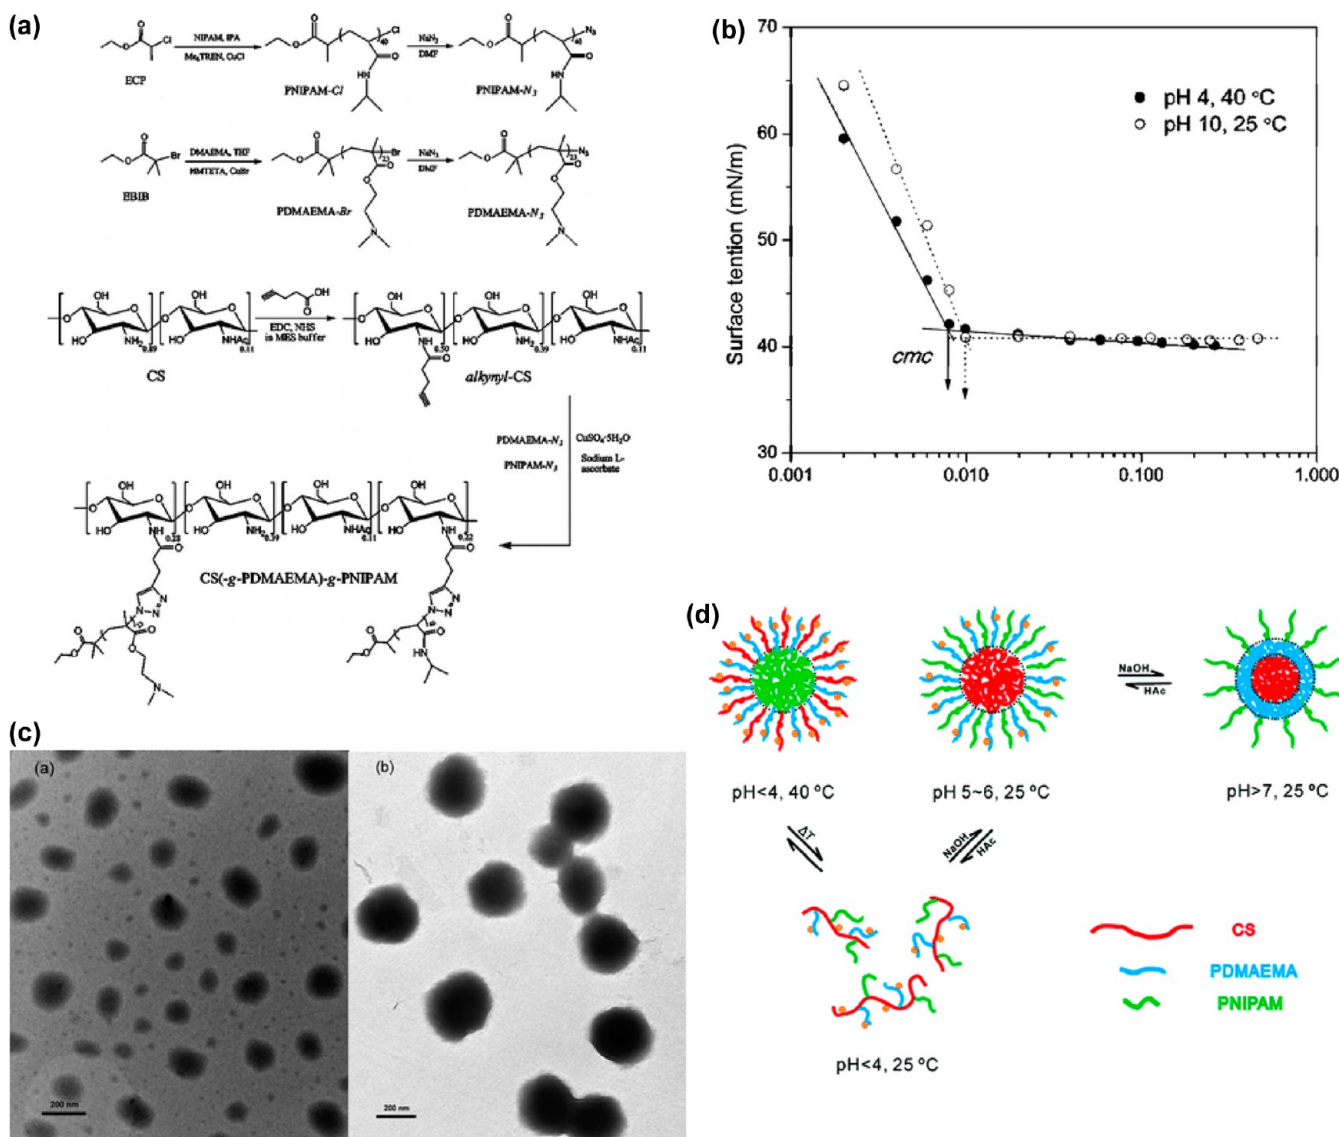 (a)
NIPAM, IPA
Me6TREN, CuCl
ECP
PNIPAM-Cl
NaN3
DMF
PNIPAM-N3
DMAEMA, THF
HMTETA, CuBr
EBIB
PDMAEMA-Br
NaN3
DMF
PDMAEMA-N3
CS
EDC, NHS
in MES buffer
alkynyl-CS
PDMAEMA-N3
PNIPAM-N3
CuSO4·5H2O
Sodium L-
ascorbate
CS(-g-PDMAEMA)-g-PNIPAM
(b)
Surface tention (mN/m)
70
60
50
40
30
pH 4, 40 °C
pH 10, 25 °C
cmc
0.001
0.010
0.100
1.000
(c)
(a)
200 nm
(b)
200 nm
(d)
NaOH
HAc
pH<4, 40 °C
pH 5~6, 25 °C
pH>7, 25 °C
ΔT
NaOH
HAc
pH<4, 25 °C
CS
PDMAEMA
PNIPAM